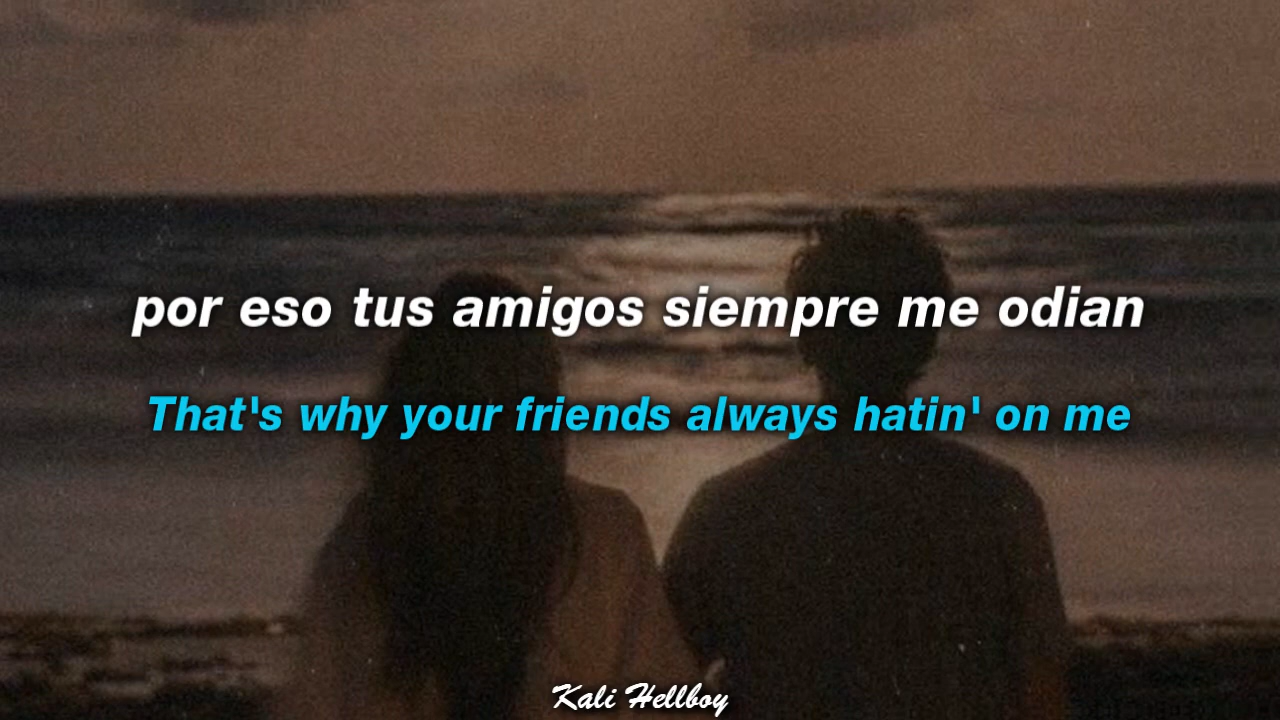 por eso tus amigos siempre me odian
That's why your friends always hatin' on me
Kali Hellboy